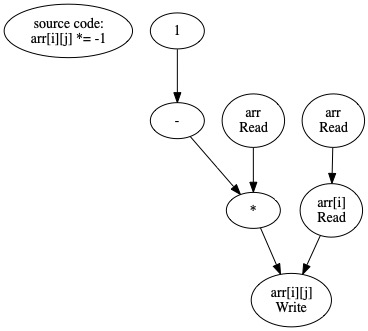 source code:
arr[i][j] *= -1
1
-
arr
Read
arr
Read
*
arr[i]
Read
arr[i][j]
Write